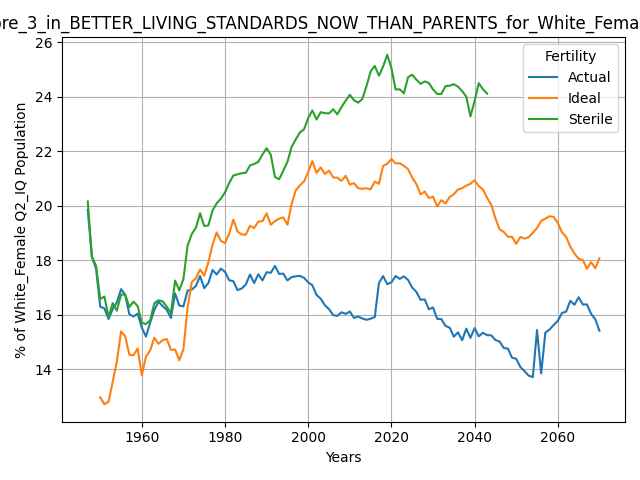 ore_3_in_BETTER_LIVING_STANDARDS_NOW_THAN_PARENTS_for_White_Fema
26
24
22
20
18
16
14
% of White_Female Q2_IQ Population
Fertility
Actual
Ideal
Sterile
1960
1980
2000
2020
2040
2060
Years